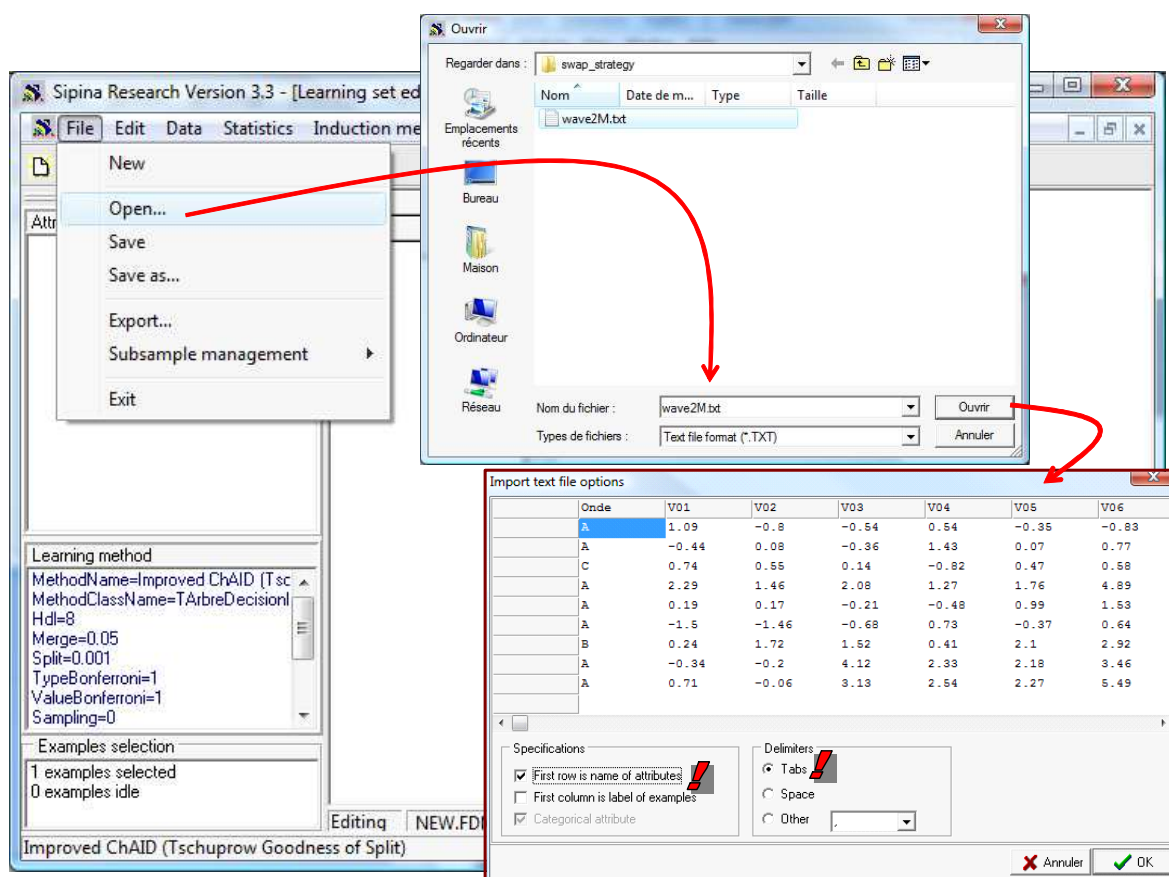 Sipina Research Version 3.3 - [Learning set ed
File Edit Data Statistics Induction me
New
Open...
Save
Save as...
Export...
Subsample management
Exit
Attr
Learning method
MethodName=Improved ChAID (Tsc
MethodClassName=TArbreDecisionI
Hdl=8
Merge=0.05
Split=0.001
TypeBonferroni=1
ValueBonferroni=1
Sampling=0
Examples selection
1 examples selected
0 examples idle
Editing NEW.FDM
Improved ChAID (Tschuprow Goodness of Split)
Ouvrir
Regarder dans : swap_strategy
Nom Date de m... Type Taille
wave2M.txt
Emplacements
récents
Bureau
Maison
Ordinateur
Réseau
Nom du fichier : wave2M.txt Ouvrir
Types de fichiers : Text file format (*.TXT) Annuler
Import text file options
Onde V01 V02 V03 V04 V05 V06
A 1.09 -0.8 -0.54 0.54 -0.35 -0.83
A -0.44 0.08 -0.36 1.43 0.07 0.77
C 0.74 0.55 0.14 -0.82 0.47 0.58
A 2.29 1.46 2.08 1.27 1.76 4.89
A 0.19 0.17 -0.21 -0.48 0.99 1.53
A -1.5 -1.46 -0.68 0.73 -0.37 0.64
B 0.24 1.72 1.52 0.41 2.1 2.92
A -0.34 -0.2 4.12 2.33 2.18 3.46
A 0.71 -0.06 3.13 2.54 2.27 5.49
Specifications
First row is name of attributes
First column is label of examples
Categorical attribute
Delimiters
Tabs
Space
Other
Annuler OK